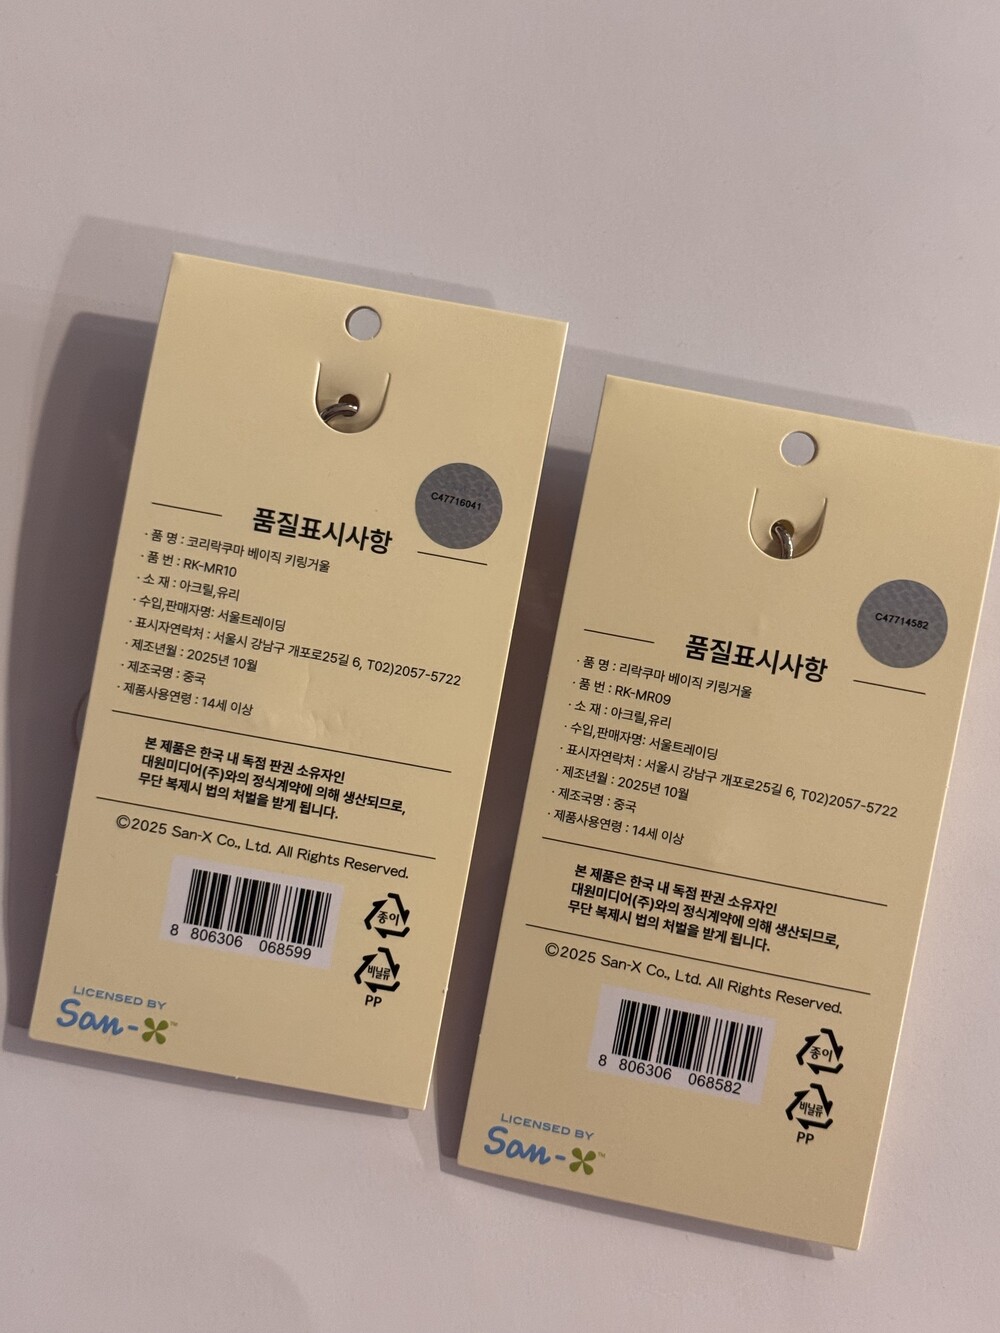 C47716041
품질표시사항
· 품 명 : 코리락쿠마 베이직 키링거울
· 품 번 : RK-MR10
· 소 재 : 아크릴,유리
· 수입,판매자명: 서울트레이딩
· 표시자연락처 : 서울시 강남구 개포로25길 6, T02)2057-5722
· 제조년월 : 2025년 10월
· 제조국명 : 중국
· 제품사용연령 : 14세 이상
본 제품은 한국 내 독점 판권 소유자인
대원미디어(주)와의 정식계약에 의해 생산되므로,
무단 복제시 법의 처벌을 받게 됩니다.
©2025 San-X Co., Ltd. All Rights Reserved.
8 806306 068599
종이
비닐류
PP
LICENSED BY
San-X™
C47714582
품질표시사항
· 품 명 : 리락쿠마 베이직 키링거울
· 품 번 : RK-MR09
· 소 재 : 아크릴,유리
· 수입,판매자명: 서울트레이딩
· 표시자연락처 : 서울시 강남구 개포로25길 6, T02)2057-5722
· 제조년월 : 2025년 10월
· 제조국명 : 중국
· 제품사용연령 : 14세 이상
본 제품은 한국 내 독점 판권 소유자인
대원미디어(주)와의 정식계약에 의해 생산되므로,
무단 복제시 법의 처벌을 받게 됩니다.
©2025 San-X Co., Ltd. All Rights Reserved.
8 806306 068582
종이
비닐류
PP
LICENSED BY
San-X™